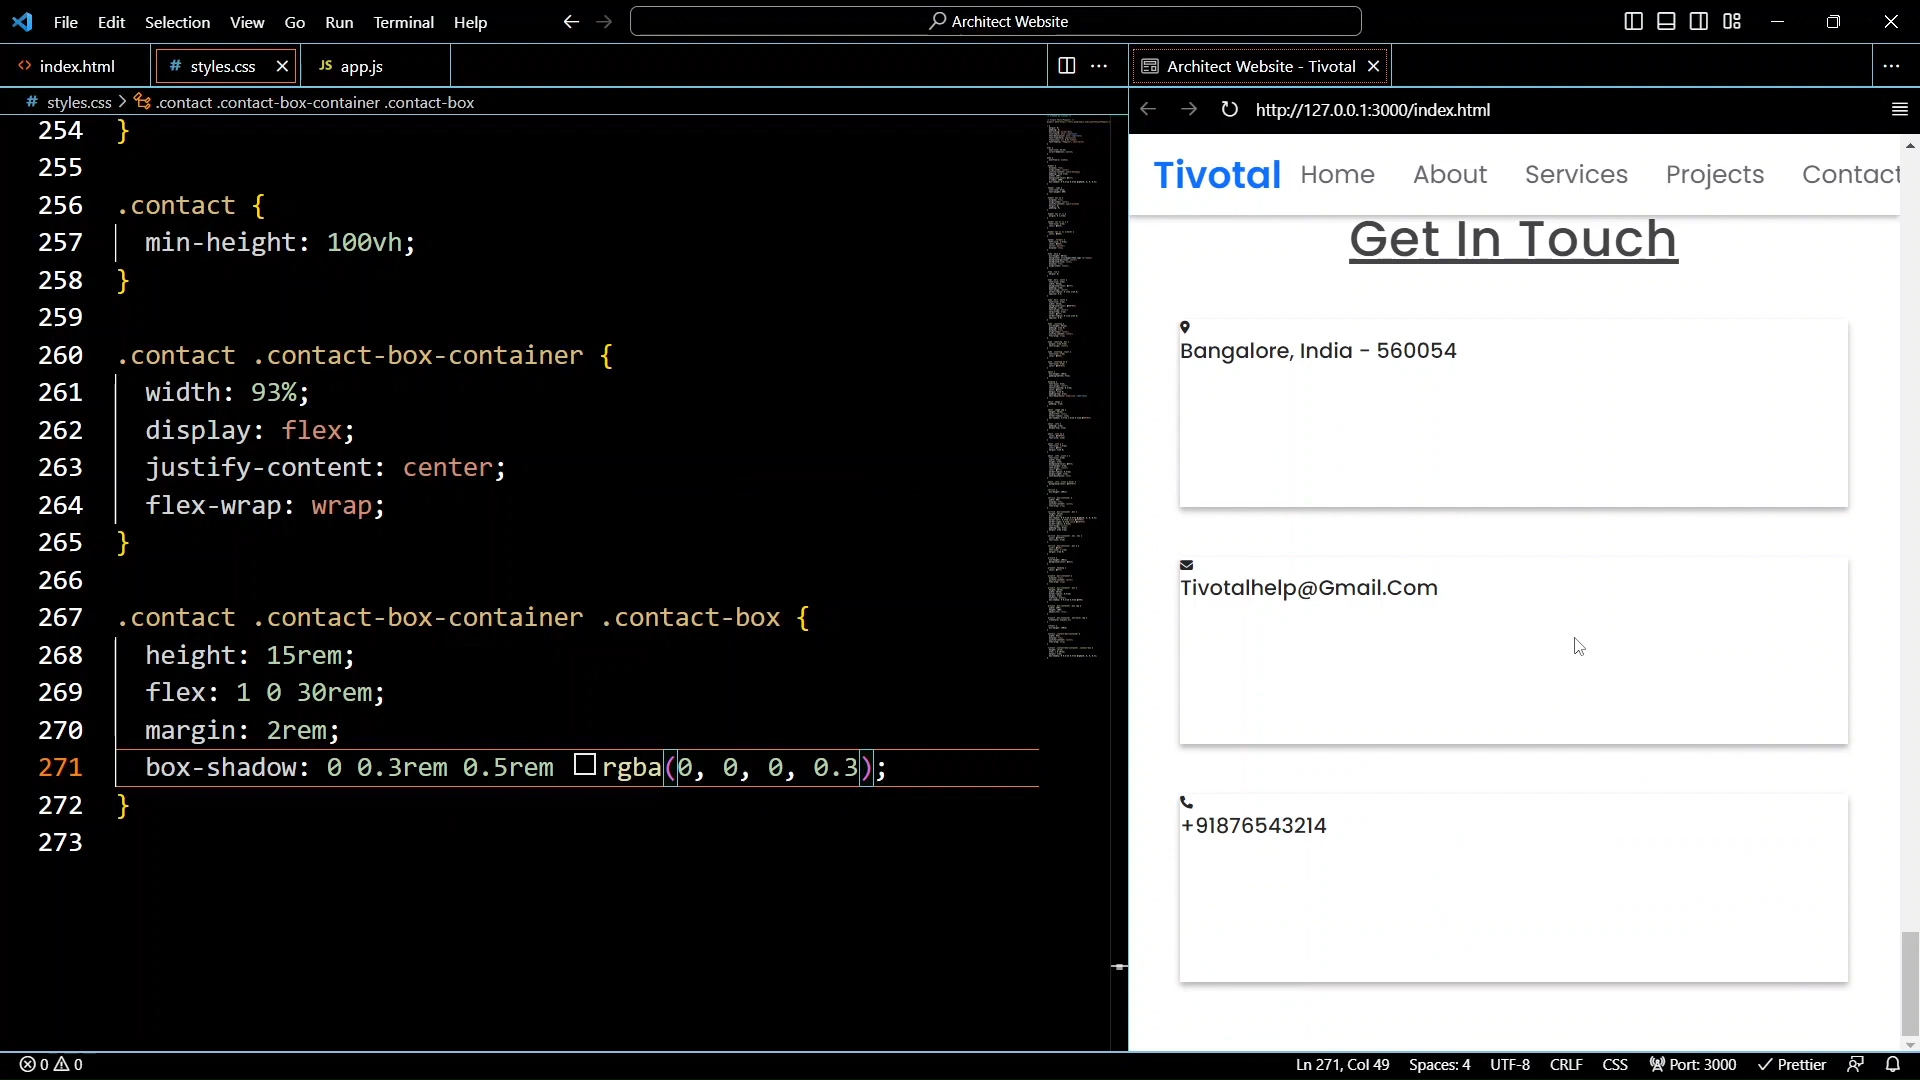 File Edit Selection View Go Run Terminal Help
Architect Website
index.html
# styles.css
JS app.js
Architect Website - Tivotal
# styles.css > .contact .contact-box-container .contact-box
http://127.0.0.1:3000/index.html
254 }
255
256 .contact {
257 min-height: 100vh;
258 }
259
260 .contact .contact-box-container {
261 width: 93%;
262 display: flex;
263 justify-content: center;
264 flex-wrap: wrap;
265 }
266
267 .contact .contact-box-container .contact-box {
268 height: 15rem;
269 flex: 1 0 30rem;
270 margin: 2rem;
271 box-shadow: 0 0.3rem 0.5rem rgba(0, 0, 0, 0.3);
272 }
273
Tivotal Home About Services Projects Contact
Get In Touch
Bangalore, India - 560054
Tivotalhelp@Gmail.Com
+91876543214
0 0
Ln 271, Col 49 Spaces: 4 UTF-8 CRLF CSS Port: 3000 Prettier